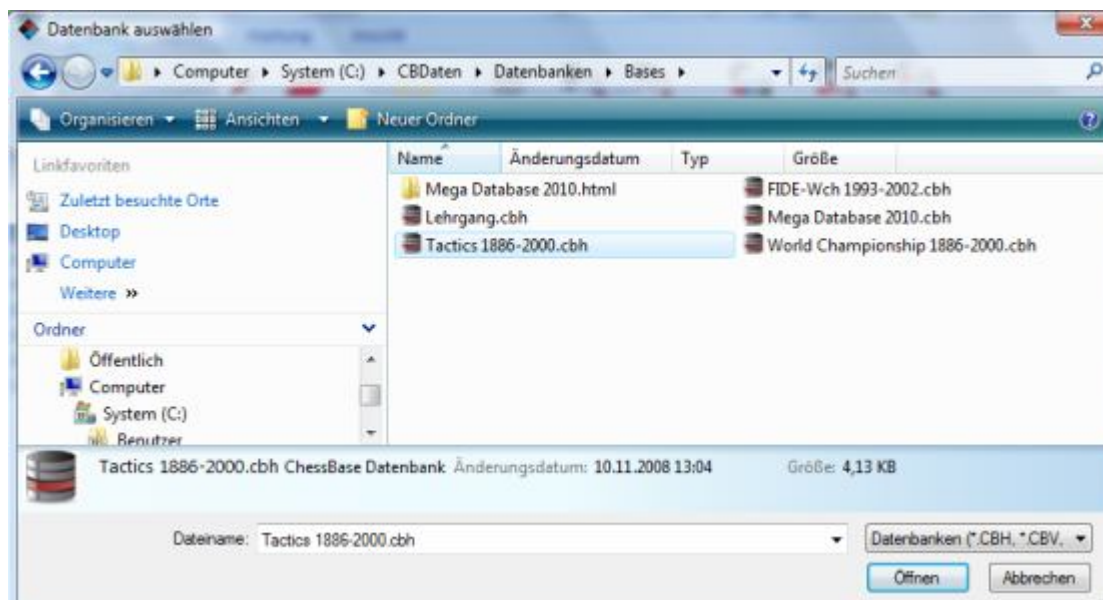 Datenbank auswählen
Computer System (C:) CBDaten Datenbanken Bases Suchen
Organisieren Ansichten Neuer Ordner
Linkfavoriten
Zuletzt besuchte Orte
Desktop
Computer
Weitere »
Ordner
Öffentlich
Computer
System (C:)
Benutzer
Name Änderungsdatum Typ Größe
Mega Database 2010.html FIDE-Wch 1993-2002.cbh
Lehrgang.cbh Mega Database 2010.cbh
Tactics 1886-2000.cbh World Championship 1886-2000.cbh
Tactics 1886-2000.cbh ChessBase Datenbank Änderungsdatum: 10.11.2008 13:04 Größe: 4,13 KB
Dateiname: Tactics 1886-2000.cbh Datenbanken (*.CBH, *.CBV,
Öffnen Abbrechen